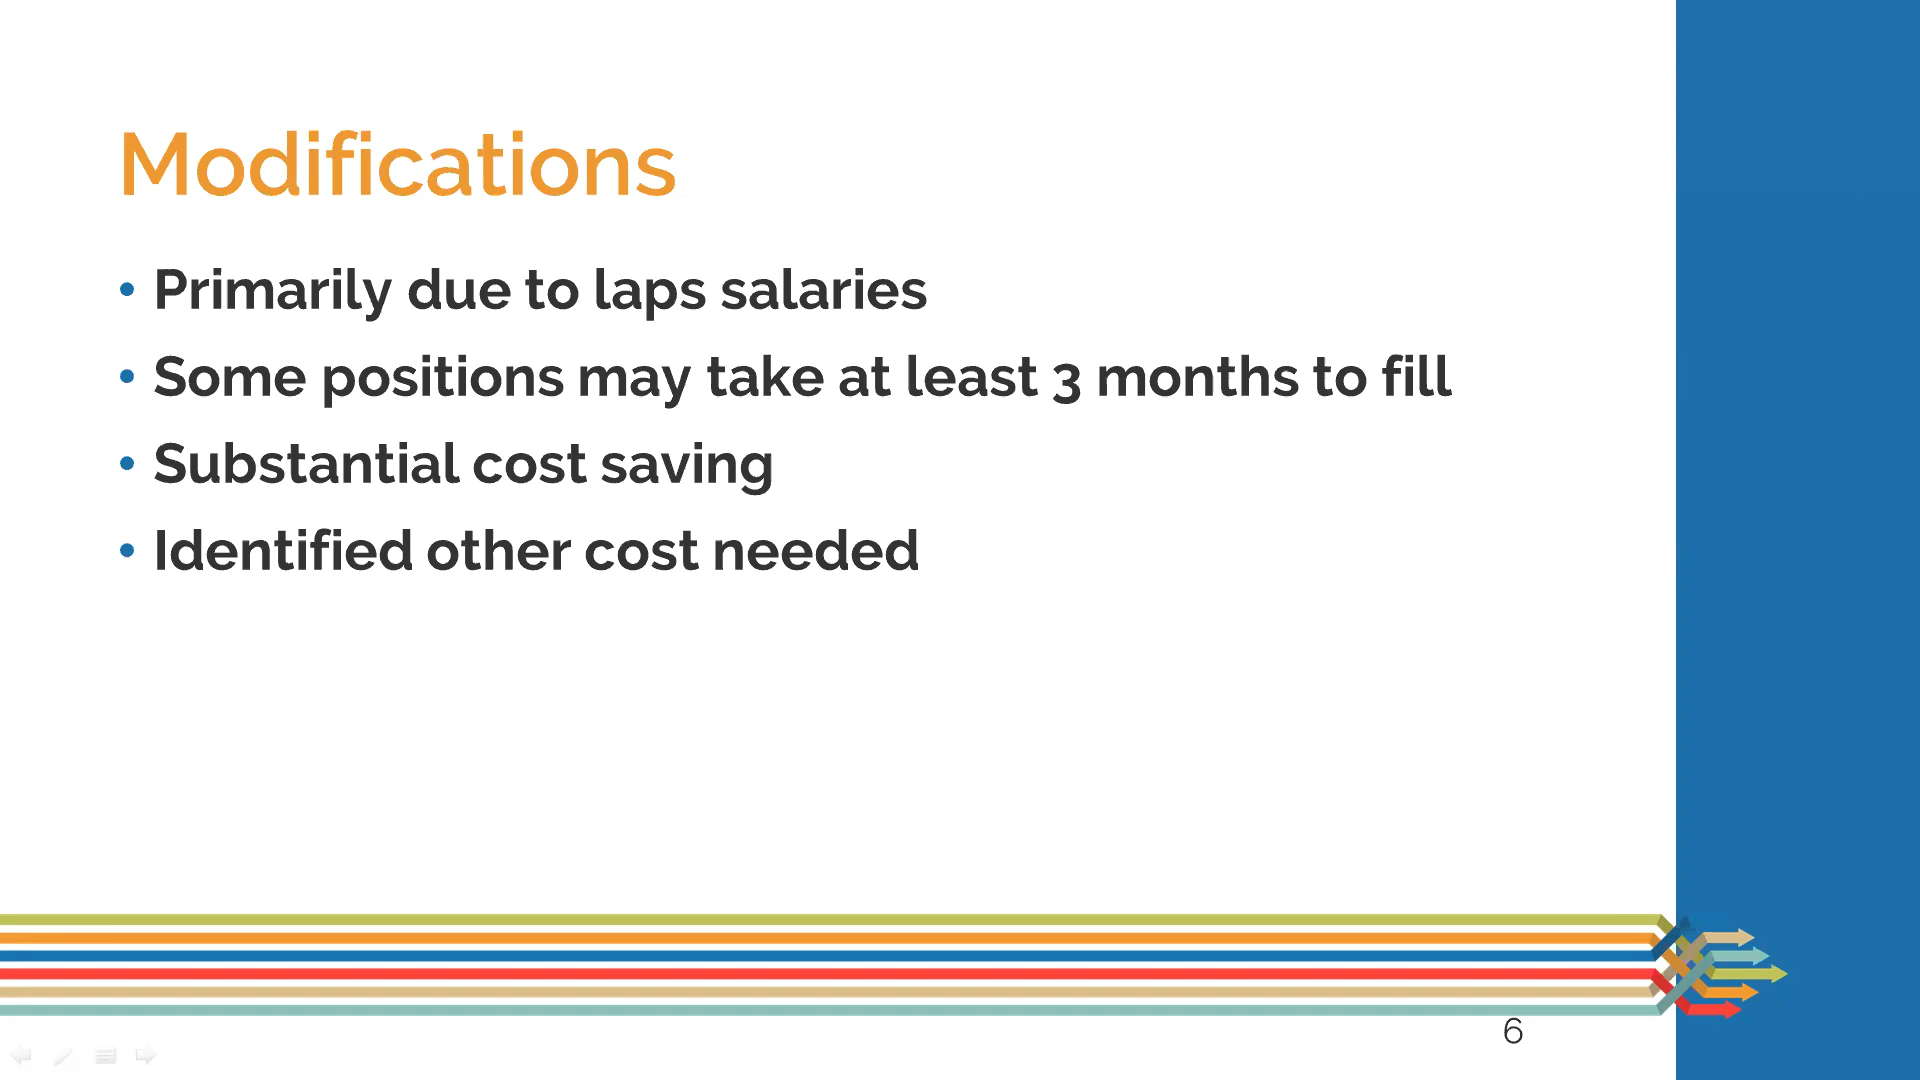 Modifications
• Primarily due to laps salaries
• Some positions may take at least 3 months to fill
• Substantial cost saving
• Identified other cost needed
6